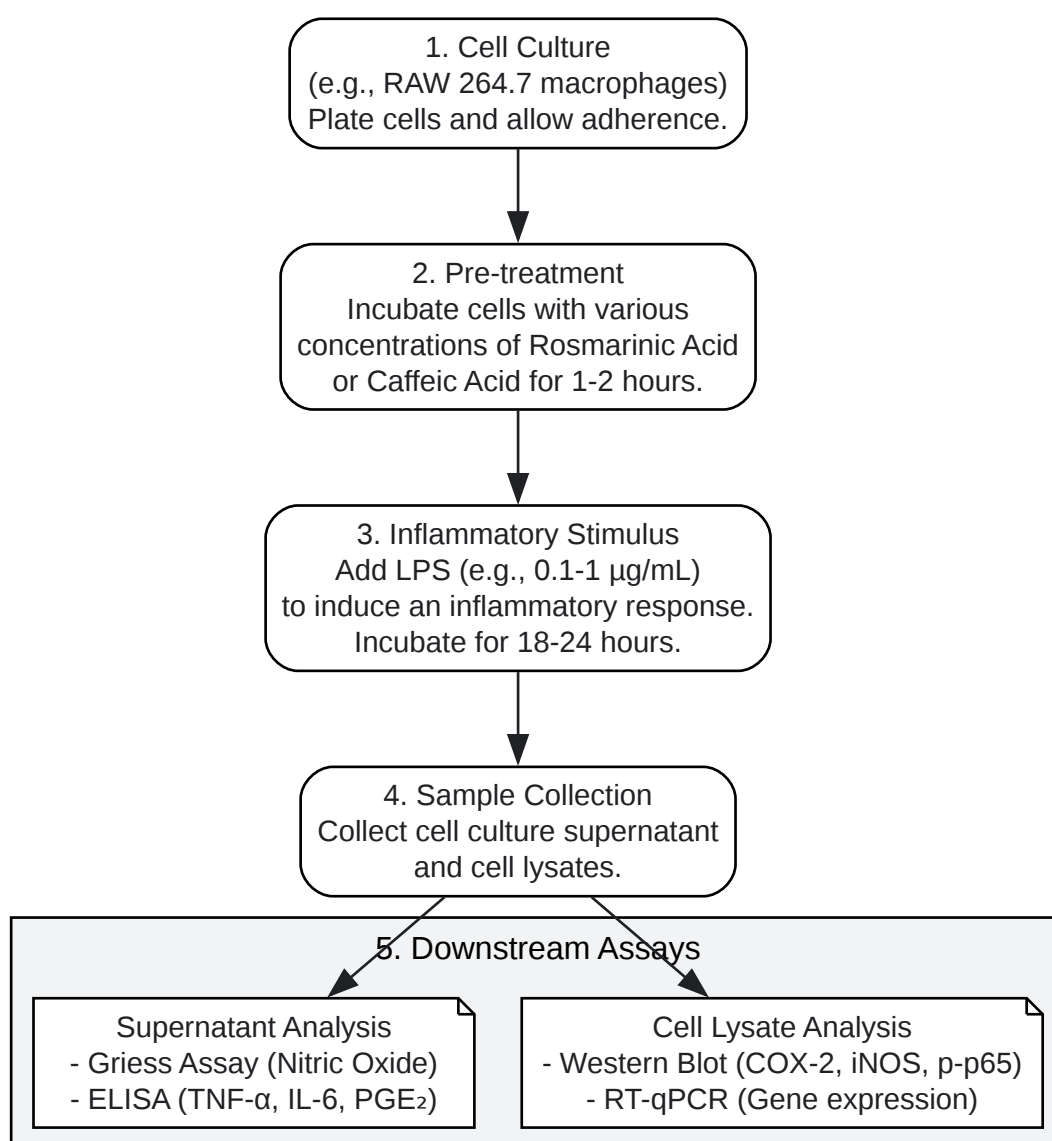 1. Cell Culture
(e.g., RAW 264.7 macrophages)
Plate cells and allow adherence.
2. Pre-treatment
Incubate cells with various
concentrations of Rosmarinic Acid
or Caffeic Acid for 1-2 hours.
3. Inflammatory Stimulus
Add LPS (e.g., 0.1-1 µg/mL)
to induce an inflammatory response.
Incubate for 18-24 hours.
4. Sample Collection
Collect cell culture supernatant
and cell lysates.
5. Downstream Assays
Supernatant Analysis
- Griess Assay (Nitric Oxide)
- ELISA (TNF-α, IL-6, PGE₂)
Cell Lysate Analysis
- Western Blot (COX-2, iNOS, p-p65)
- RT-qPCR (Gene expression)